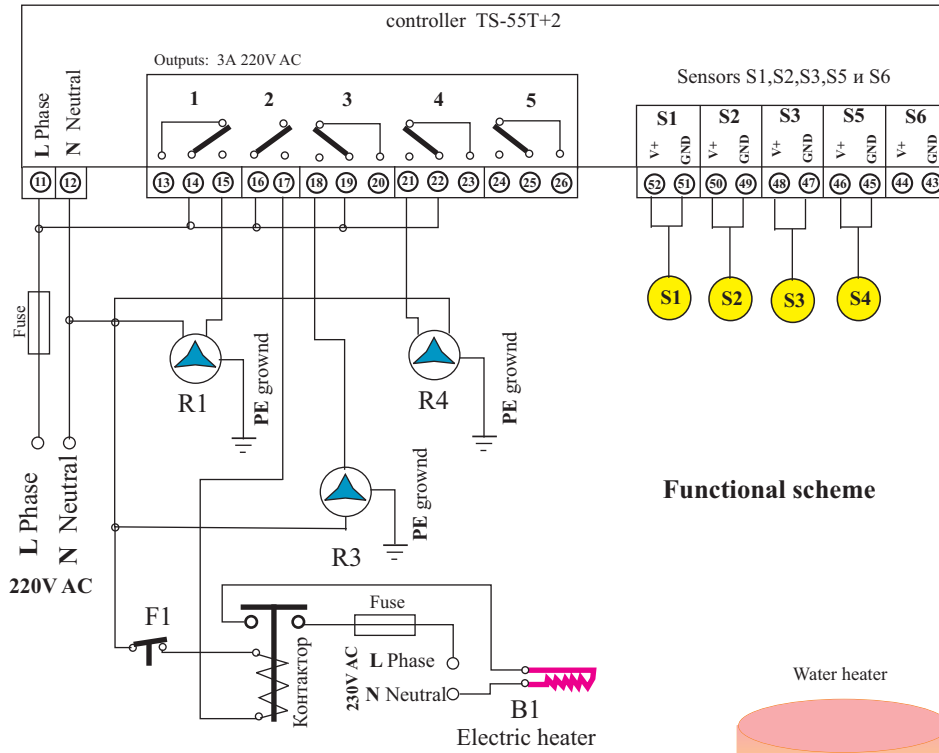 controller TS-55T+2
Outputs: 3A 220V AC
Sensors S1,S2,S3,S5 и S6
L Phase
N Neutral
1 2 3 4 5
S1 S2 S3 S5 S6
V+ GND V+ GND V+ GND V+ GND V+ GND
11 12 13 14 15 16 17 18 19 20 21 22 23 24 25 26 52 51 50 49 48 47 46 45 44 43
S1 S2 S3 S4
Fuse
R1
PE grownd
R4
PE grownd
R3
PE grownd
Functional scheme
L Phase
N Neutral
220V AC
F1
Контактор
Fuse
230V AC
L Phase
N Neutral
B1
Electric heater
Water heater